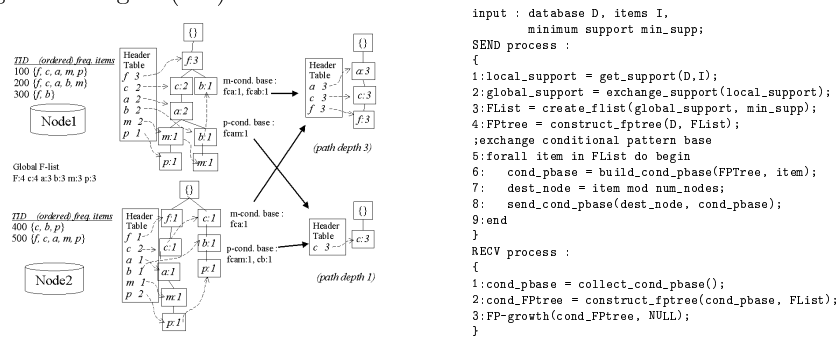 TID (ordered) freq. items
100 {f, c, a, m, p}
200 {f, c, a, b, m}
300 {f, b}
Node1
Global F-list
F:4 c:4 a:3 b:3 m:3 p:3
TID (ordered) freq. items
400 {c, b, p}
500 {f, c, a, m, p}
Node2
Header
Table
f 3
c 2
a 2
b 2
m 2
p 1
{}
f:3
c:2
b:1
a:2
m:1
b:1
p:1
m:1
Header
Table
f 1
c 2
a 1
b 1
m 1
p 2
{}
f:1
c:1
c:1
b:1
a:1
p:1
m:1
p:1
m-cond. base :
fca:1, fcab:1
p-cond. base :
fcam:1
m-cond. base :
fca:1
p-cond. base :
fcam:1, cb:1
Header
Table
a 3
c 3
f 3
{}
a:3
c:3
f:3
(path depth 3)
Header
Table
c 3
{}
c:3
(path depth 1)
input : database D, items I,
minimum support min_supp;
SEND process :
{
1:local_support = get_support(D,I);
2:global_support = exchange_support(local_support);
3:FList = create_flist(global_support, min_supp);
4:FPtree = construct_fptree(D, FList);
;exchange conditional pattern base
5:forall item in FList do begin
6: cond_pbase = build_cond_pbase(FPTree, item);
7: dest_node = item mod num_nodes;
8: send_cond_pbase(dest_node, cond_pbase);
9:end
}
RECV process :
{
1:cond_pbase = collect_cond_pbase();
2:cond_FPtree = construct_fptree(cond_pbase, FList);
3:FP-growth(cond_FPtree, NULL);
}